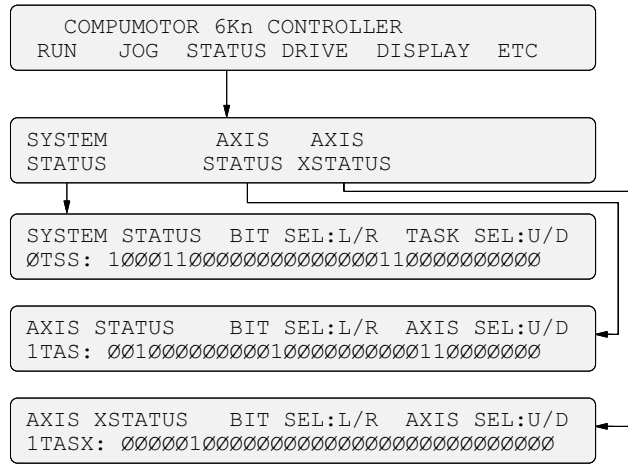 COMPUMOTOR 6Kn CONTROLLER
RUN JOG STATUS DRIVE DISPLAY ETC
SYSTEM AXIS AXIS
STATUS STATUS XSTATUS
SYSTEM STATUS BIT SEL:L/R TASK SEL:U/D
ØTSS: 1ØØØ11ØØØØØØØØØØØØØØ11ØØØØØØØØØØ
AXIS STATUS BIT SEL:L/R AXIS SEL:U/D
1TAS: ØØ1ØØØØØØØØØ1ØØØØØØØØØØ11ØØØØØØØ
AXIS XSTATUS BIT SEL:L/R AXIS SEL:U/D
1TASX: ØØØØØ1ØØØØØØØØØØØØØØØØØØØØØØØØØØ